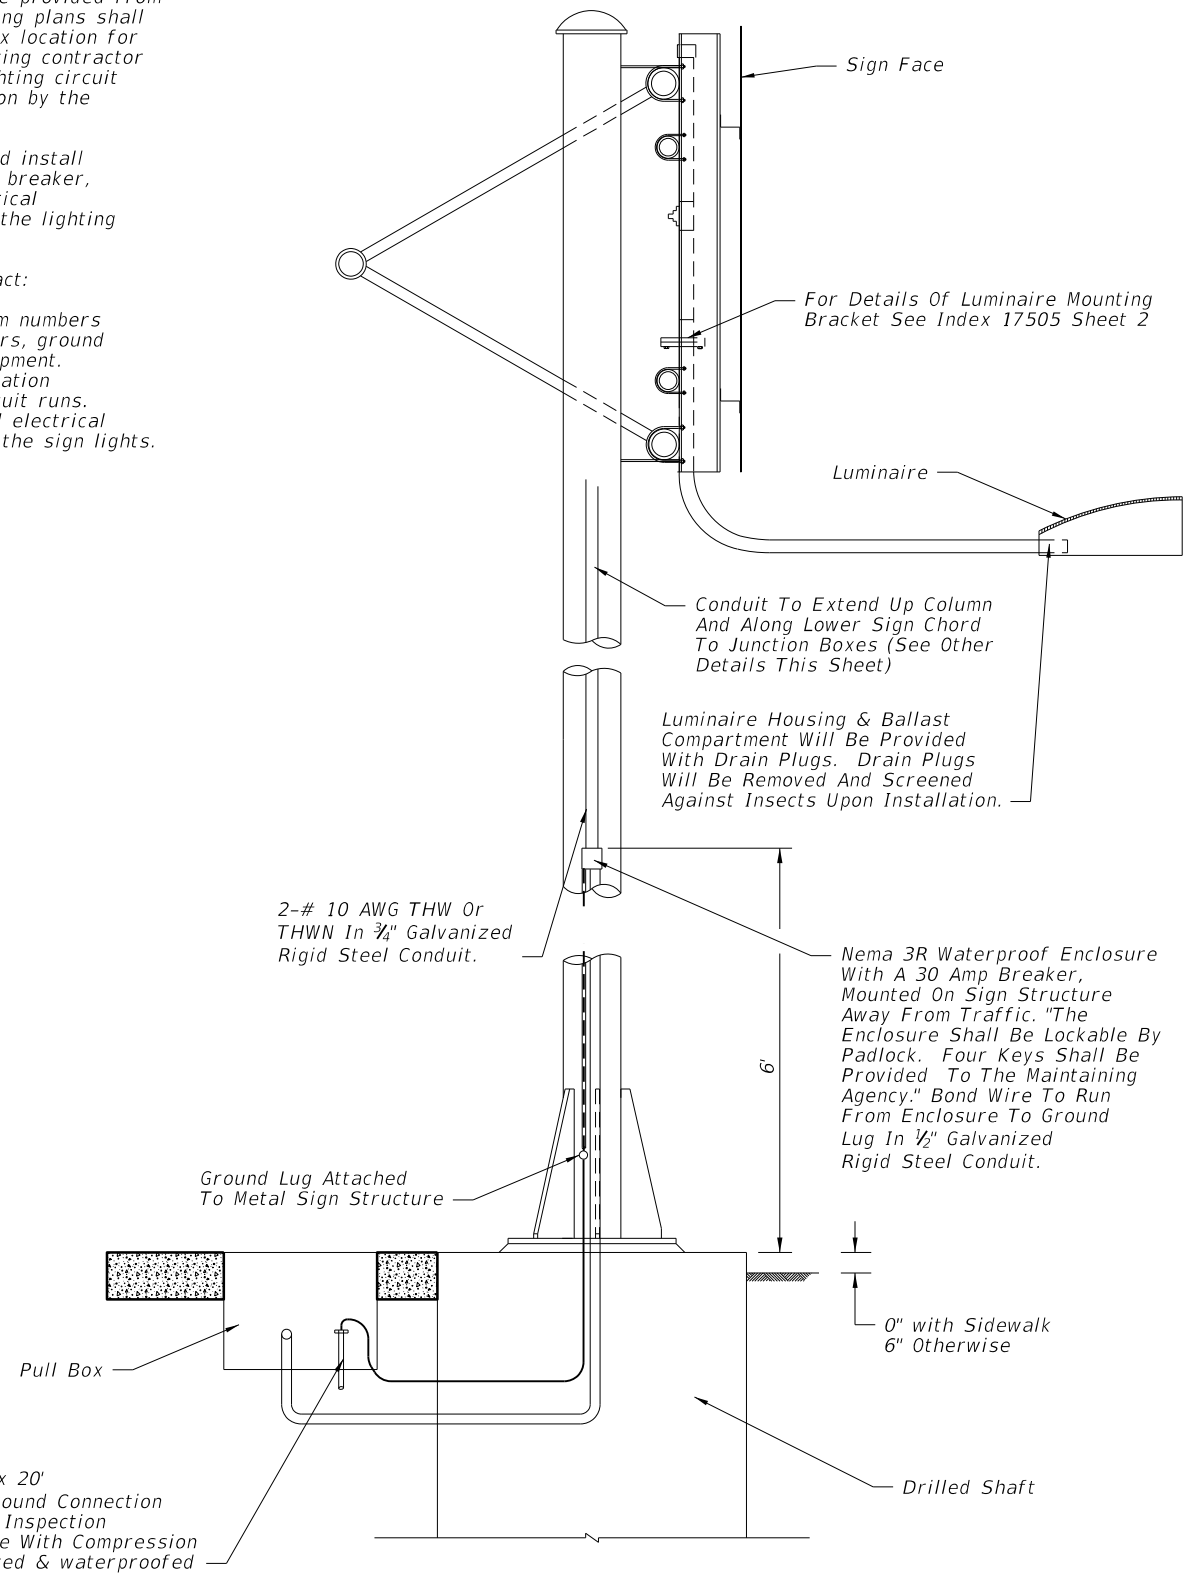 e provided from
ng plans shall
x location for
ing contractor
hting circuit
on by the
d install
breaker,
rical
the lighting
act:
m numbers
rs, ground
pment.
ation
uit runs.
electrical
the sign lights.
Sign Face
For Details Of Luminaire Mounting
Bracket See Index 17505 Sheet 2
Luminaire
Conduit To Extend Up Column
And Along Lower Sign Chord
To Junction Boxes (See Other
Details This Sheet)
Luminaire Housing & Ballast
Compartment Will Be Provided
With Drain Plugs. Drain Plugs
Will Be Removed And Screened
Against Insects Upon Installation.
2-# 10 AWG THW Or
THWN In ¾" Galvanized
Rigid Steel Conduit.
Nema 3R Waterproof Enclosure
With A 30 Amp Breaker,
Mounted On Sign Structure
Away From Traffic. "The
Enclosure Shall Be Lockable By
Padlock. Four Keys Shall Be
Provided To The Maintaining
Agency." Bond Wire To Run
From Enclosure To Ground
Lug In ½" Galvanized
Rigid Steel Conduit.
6'
Ground Lug Attached
To Metal Sign Structure
0" with Sidewalk
6" Otherwise
Pull Box
Drilled Shaft
x 20'
ound Connection
Inspection
e With Compression
ed & waterproofed